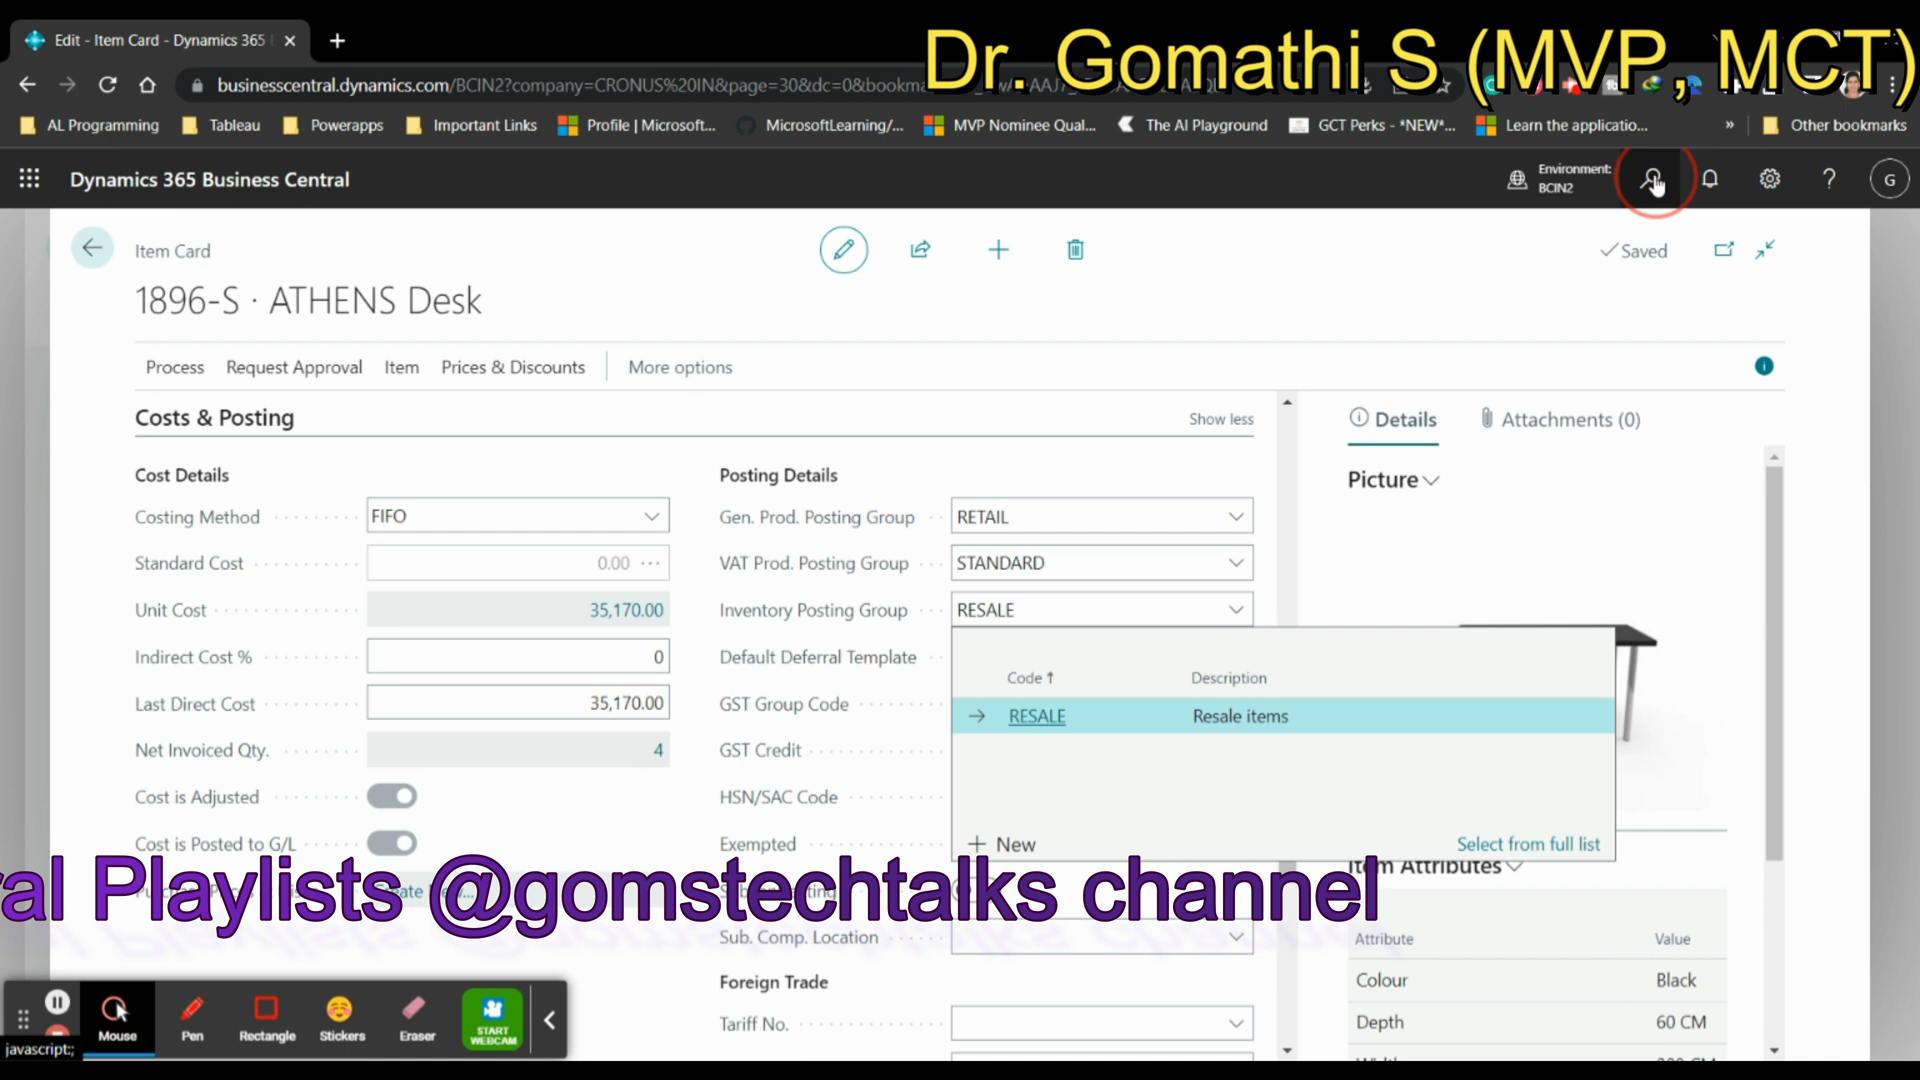 Edit - Item Card - Dynamics 365
Dr. Gomathi S (MVP, MCT)
businesscentral.dynamics.com/BCIN2?company=CRONUS%20IN&page=30&dc=0&bookma
AL Programming
Tableau
Powerapps
Important Links
Profile | Microsoft...
MicrosoftLearning/...
MVP Nominee Qual...
The AI Playground
GCT Perks - *NEW*...
Learn the applicatio...
»
Other bookmarks
Dynamics 365 Business Central
Environment:
BCIN2
?
G
Item Card
Saved
1896-S · ATHENS Desk
Process
Request Approval
Item
Prices & Discounts
More options
Costs & Posting
Show less
Details
Attachments (0)
Cost Details
Costing Method
FIFO
Standard Cost
0.00
Unit Cost
35,170.00
Indirect Cost %
0
Last Direct Cost
35,170.00
Net Invoiced Qty.
4
Cost is Adjusted
Cost is Posted to G/L
Posting Details
Gen. Prod. Posting Group
RETAIL
VAT Prod. Posting Group
STANDARD
Inventory Posting Group
RESALE
Default Deferral Template
GST Group Code
GST Credit
HSN/SAC Code
Exempted
Code ↑
Description
RESALE
Resale items
New
Select from full list
Sub. Comp. Location
Foreign Trade
Tariff No.
Picture
Item Attributes
Attribute
Value
Colour
Black
Depth
60 CM
al Playlists @gomstechtalks channel
Mouse
Pen
Rectangle
Stickers
Eraser
START
WEBCAM
javascript:;